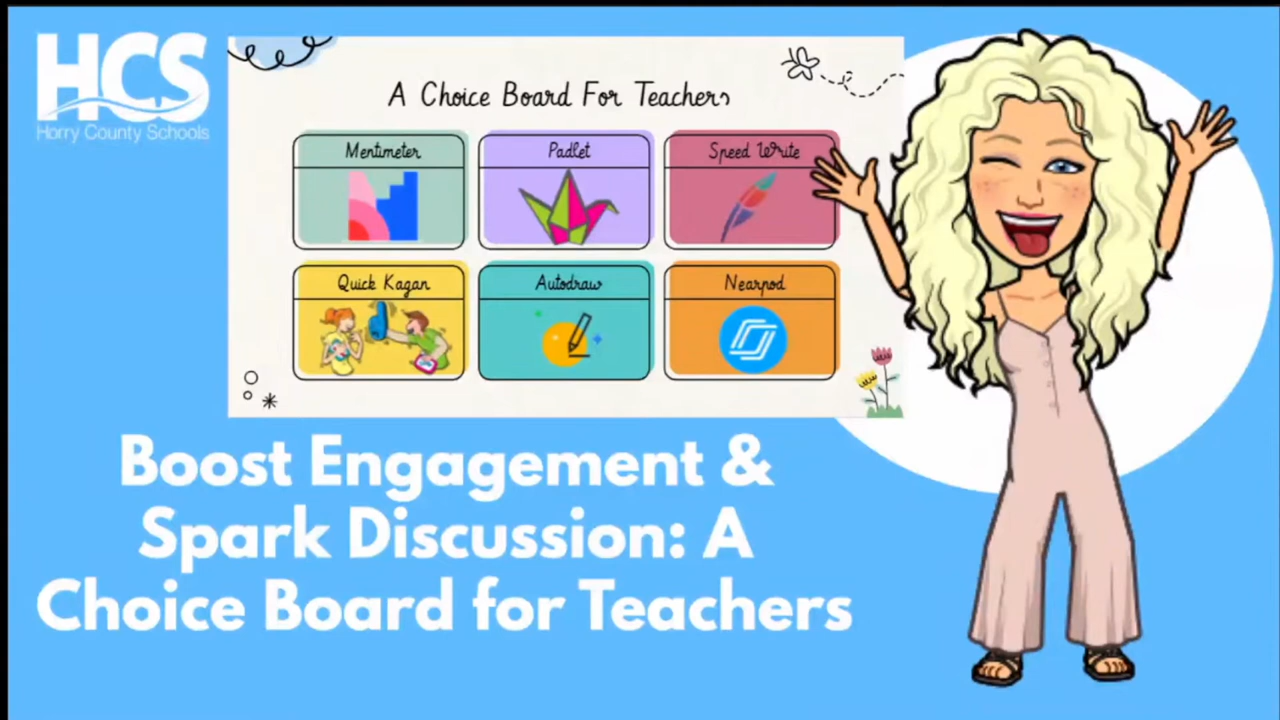 HCS
Horry County Schools
A Choice Board For Teachers
Mentimeter
Padlet
Speed Write
Quick Kagan
Autodraw
Nearpod
Boost Engagement &
Spark Discussion: A
Choice Board for Teachers